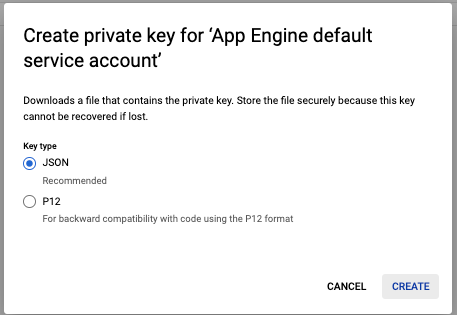 Create private key for ‘App Engine default
service account’
Downloads a file that contains the private key. Store the file securely because this key
cannot be recovered if lost.
Key type
JSON
Recommended
P12
For backward compatibility with code using the P12 format
CANCEL CREATE